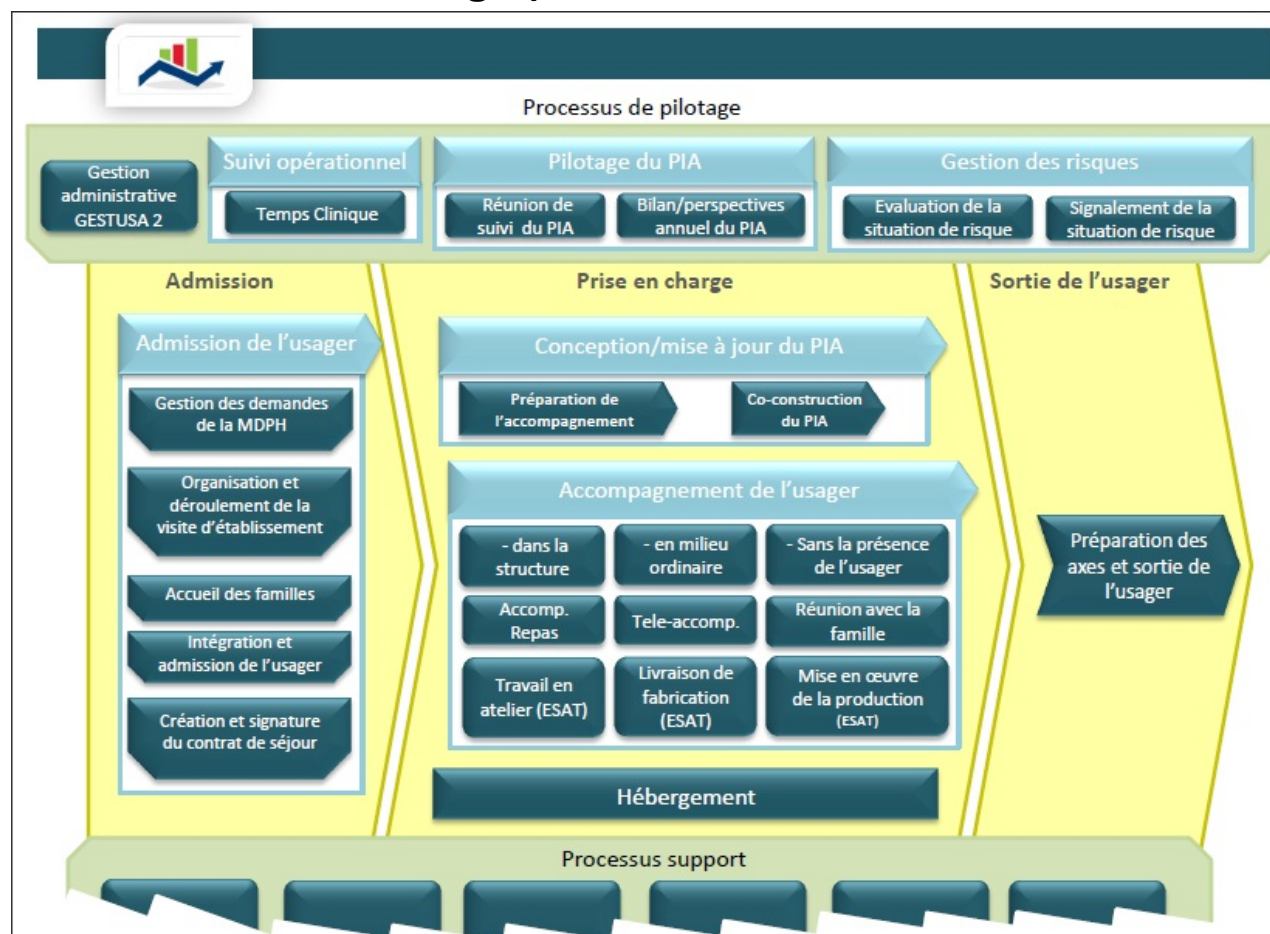 Processus de pilotage
Gestion
administrative
GESTUSA 2
Suivi opérationnel
Temps Clinique
Pilotage du PIA
Réunion de
suivi du PIA
Bilan/perspectives
annuel du PIA
Gestion des risques
Evaluation de la
situation de risque
Signalement de la
situation de risque
Admission
Admission de l'usager
Gestion des demandes
de la MDPH
Organisation et
déroulement de la
visite d'établissement
Accueil des familles
Intégration et
admission de l'usager
Création et signature
du contrat de séjour
Prise en charge
Conception/mise à jour du PIA
Préparation de
l'accompagnement
Co-construction
du PIA
Accompagnement de l'usager
- dans la
structure
- en milieu
ordinaire
- Sans la présence
de l'usager
Accomp.
Repas
Tele-accomp.
Réunion avec la
famille
Travail en
atelier (ESAT)
Livraison de
fabrication
(ESAT)
Mise en œuvre
de la production
(ESAT)
Hébergement
Sortie de l'usager
Préparation des
axes et sortie de
l'usager
Processus support